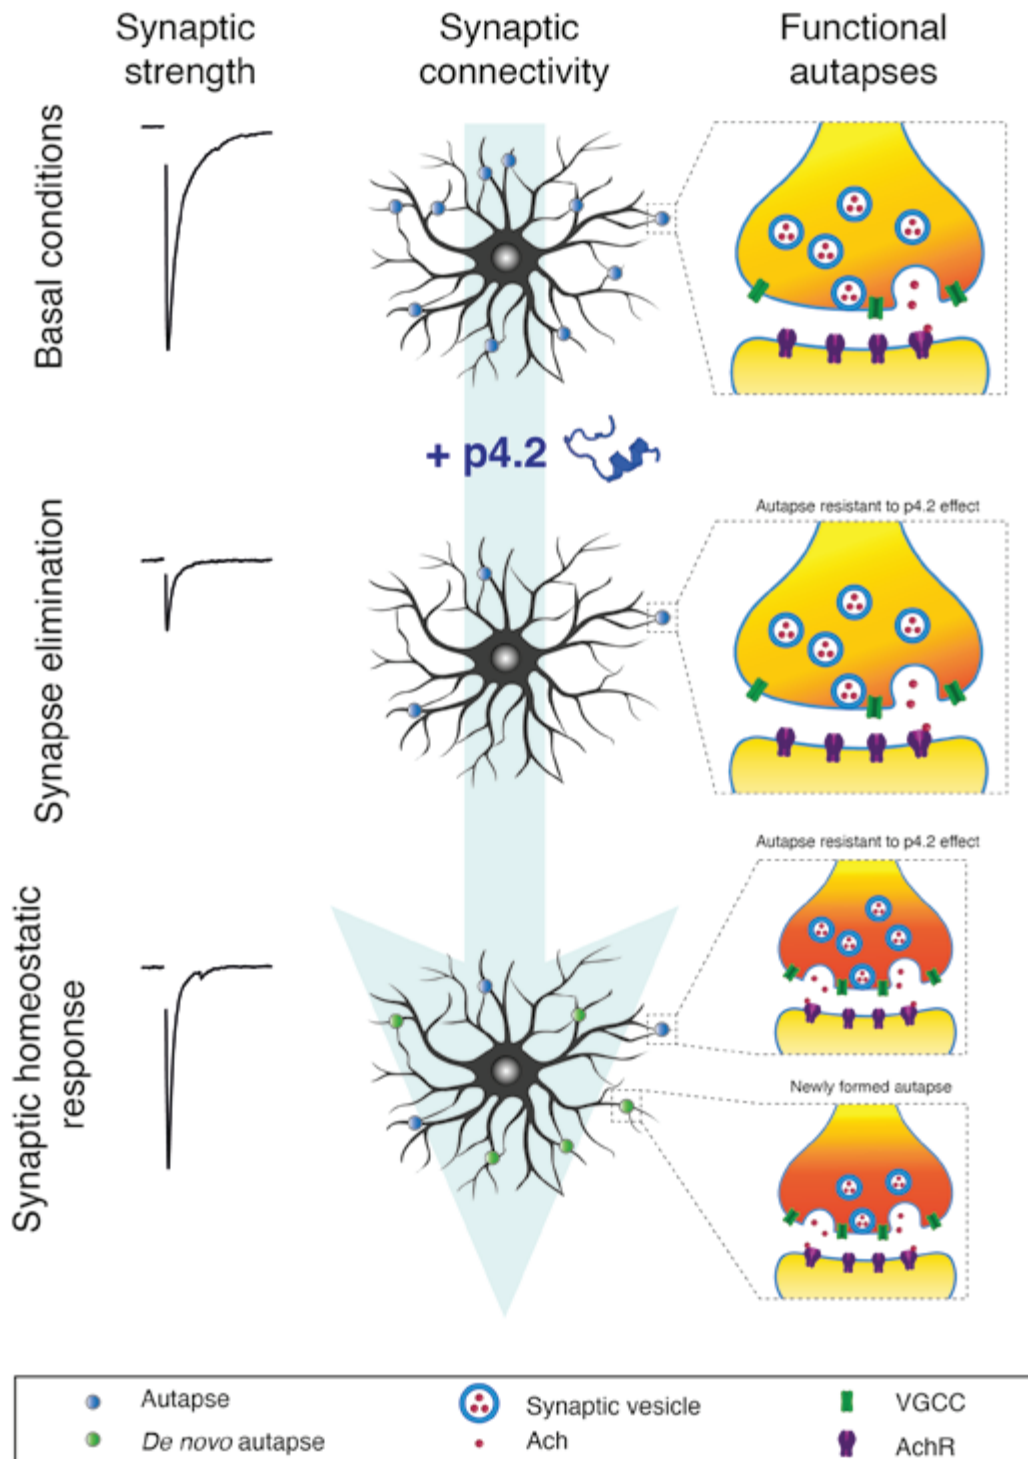 Synaptic
strength
Synaptic
connectivity
Functional
autapses
Basal conditions
+ p4.2
Synapse elimination
Autapse resistant to p4.2 effect
Synaptic homeostatic
response
Autapse resistant to p4.2 effect
Newly formed autapse
Autapse
De novo autapse
Synaptic vesicle
Ach
VGCC
AchR